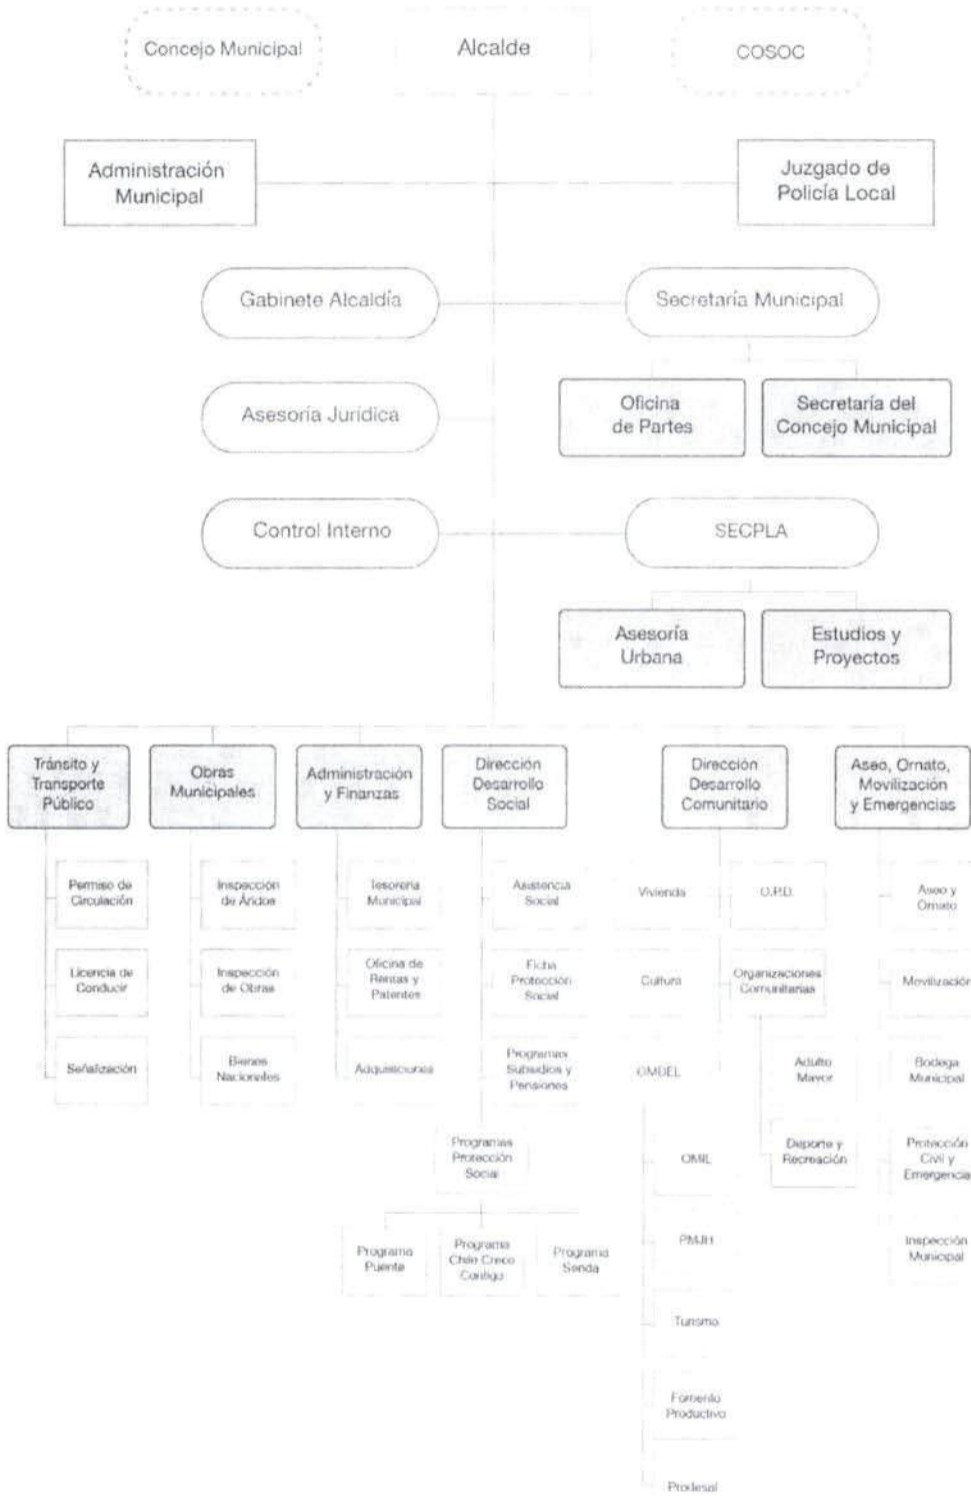 Concejo Municipal
Alcalde
COSOC
Administración
Municipal
Juzgado de
Policía Local
Gabinete Alcaldía
Secretaría Municipal
Asesoría Jurídica
Oficina
de Partes
Secretaría del
Concejo Municipal
Control Interno
SECPLA
Asesoría
Urbana
Estudios y
Proyectos
Tránsito y
Transporte
Público
Obras
Municipales
Administración
y Finanzas
Dirección
Desarrollo
Social
Dirección
Desarrollo
Comunitario
Aseo, Ornato,
Movilización
y Emergencias
Permiso de
Circulación
Inspección
de Áridos
Tesorería
Municipal
Asistencia
Social
Vivienda
O.P.D.
Aseo y
Ornato
Licencia de
Conducir
Inspección
de Obras
Oficina de
Rentas y
Patentes
Ficha
Protección
Social
Cultura
Organizaciones
Comunitarias
Movilización
Señalización
Bienes
Nacionales
Adquisiciones
Programas
Subsidios y
Pensiones
OMDEL
Adulto
Mayor
Bodega
Municipal
Programas
Protección
Social
OMIL
Deporte y
Recreación
Protección
Civil y
Emergencia
Programa
Puente
Programa
Chile Crece
Contigo
Programa
Senda
PMJH
Inspección
Municipal
Turismo
Fomento
Productivo
Prodesal